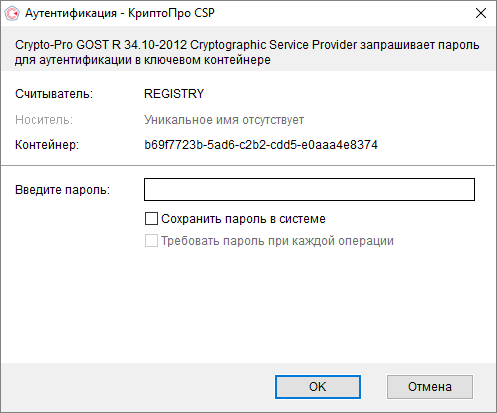 Аутентификация - КриптоПро CSP
Crypto-Pro GOST R 34.10-2012 Cryptographic Service Provider запрашивает пароль
для аутентификации в ключевом контейнере
Считыватель: REGISTRY
Носитель: Уникальное имя отсутствует
Контейнер: b69f7723b-5ad6-c2b2-cdd5-e0aaa4e8374
Введите пароль:
Сохранить пароль в системе
Требовать пароль при каждой операции
OK Отмена